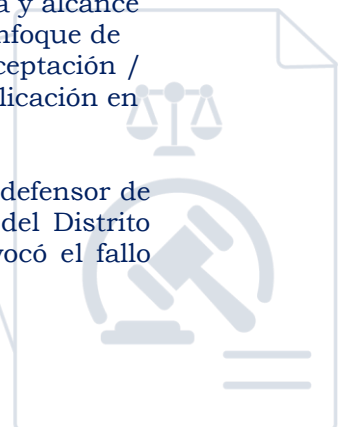 a y alcance
nfoque de
ceptación /
licación en
defensor de
del Distrito
vocó el fallo